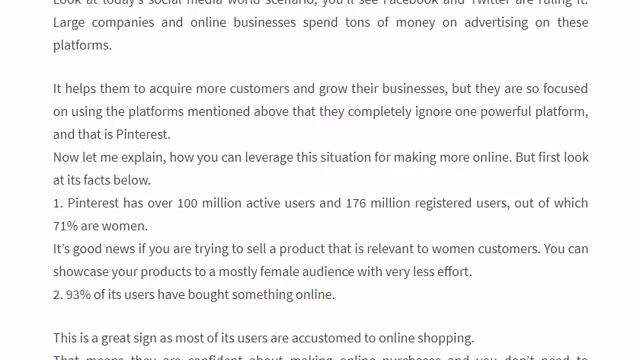 Look at today's social media world scenario, you'll see Facebook and Twitter are ruling it.
Large companies and online businesses spend tons of money on advertising on these
platforms.
It helps them to acquire more customers and grow their businesses, but they are so focused
on using the platforms mentioned above that they completely ignore one powerful platform,
and that is Pinterest.
Now let me explain, how you can leverage this situation for making more online. But first look
at its facts below.
1. Pinterest has over 100 million active users and 176 million registered users, out of which
71% are women.
It's good news if you are trying to sell a product that is relevant to women customers. You can
showcase your products to a mostly female audience with very less effort.
2. 93% of its users have bought something online.
This is a great sign as most of its users are accustomed to online shopping.
That means they are confident about making online purchases and you don't need to